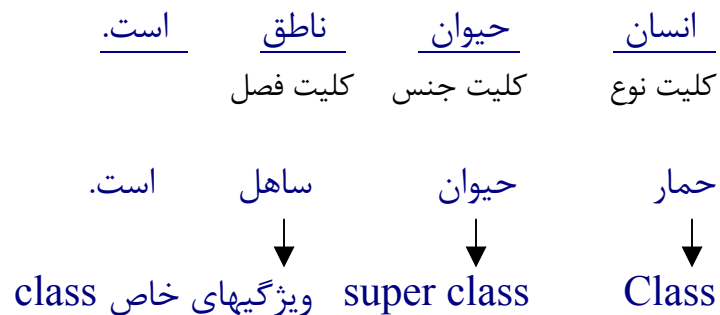 انسان حیوان ناطق است.
کلیت نوع کلیت جنس کلیت فصل
حمار حیوان ساهل است.
Class super class ویژگیهای خاص class